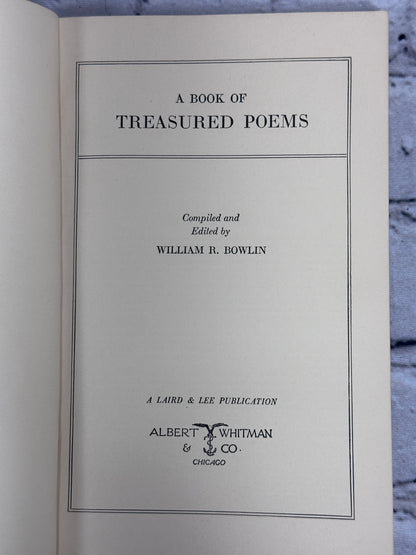 A BOOK OF
TREASURED POEMS
Compiled and
Edited by
WILLIAM R. BOWLIN
A LAIRD & LEE PUBLICATION
ALBERT WHITMAN
& CO.
CHICAGO